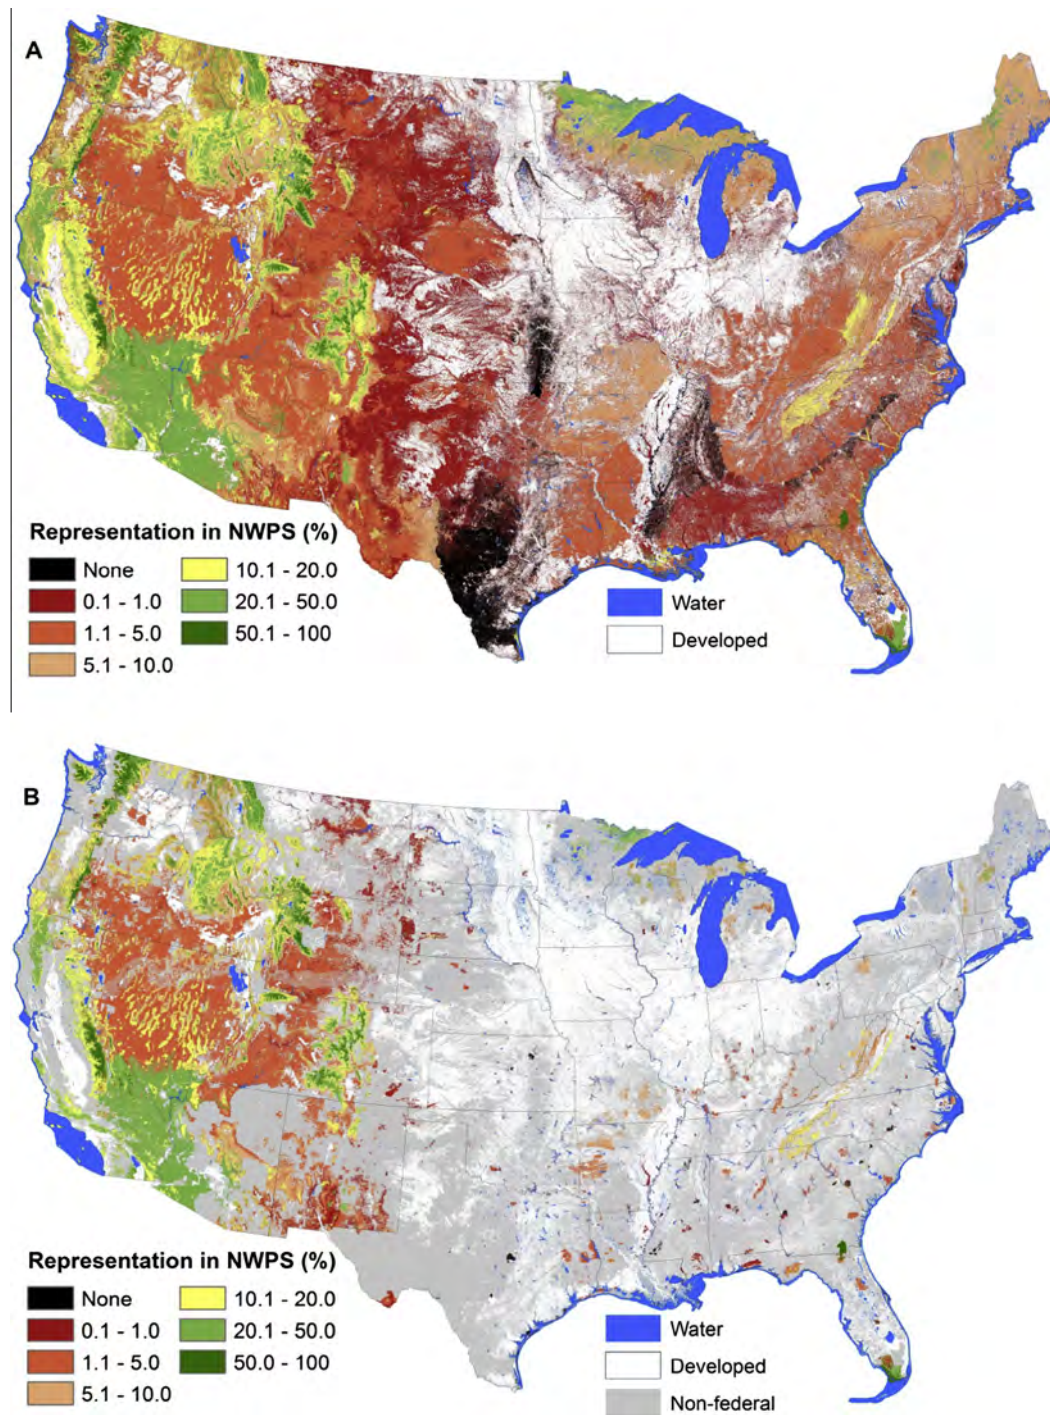 A
Representation in NWPS (%)
None
10.1 - 20.0
0.1 - 1.0
20.1 - 50.0
1.1 - 5.0
50.1 - 100
5.1 - 10.0
Water
Developed
B
Representation in NWPS (%)
None
10.1 - 20.0
0.1 - 1.0
20.1 - 50.0
1.1 - 5.0
50.0 - 100
5.1 - 10.0
Water
Developed
Non-federal